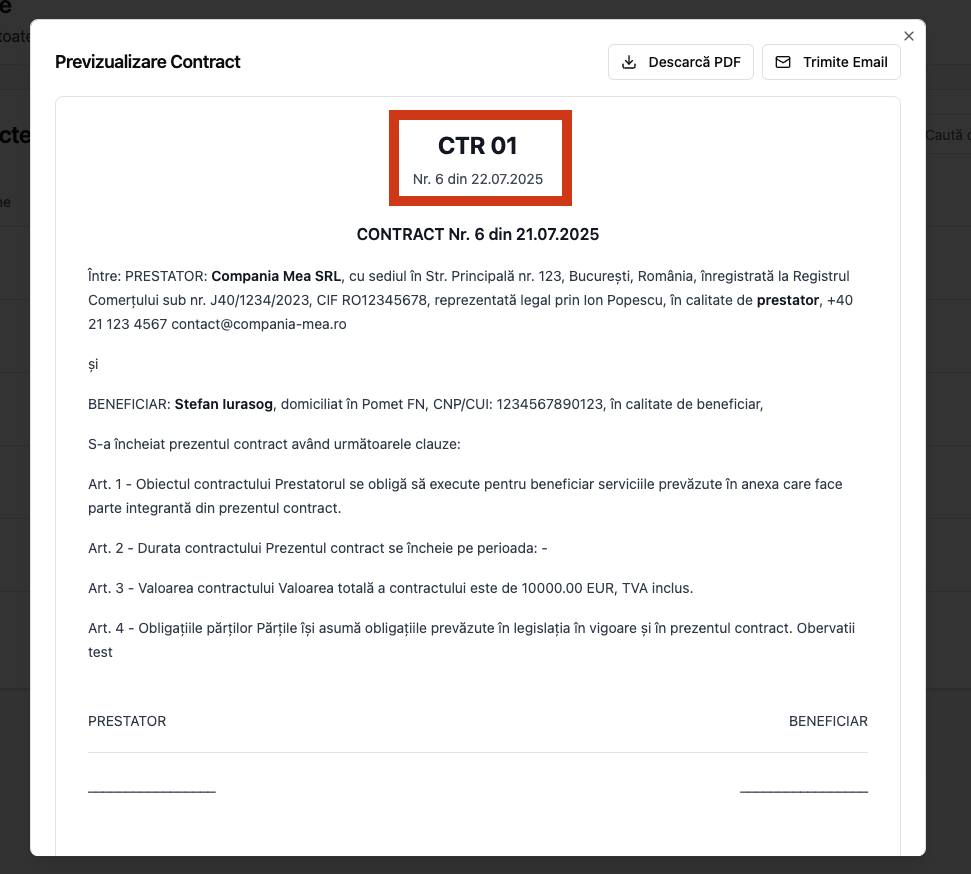 e
toate
Previzualizare Contract
Descarcă PDF
Trimite Email
cte
Caută c
ne
CTR 01
Nr. 6 din 22.07.2025
CONTRACT Nr. 6 din 21.07.2025
Între: PRESTATOR: Compania Mea SRL, cu sediul în Str. Principală nr. 123, București, România, înregistrată la Registrul
Comerțului sub nr. J40/1234/2023, CIF RO12345678, reprezentată legal prin Ion Popescu, în calitate de prestator, +40
21 123 4567 contact@compania-mea.ro
și
BENEFICIAR: Stefan Iurasog, domiciliat în Pomet FN, CNP/CUI: 1234567890123, în calitate de beneficiar,
S-a încheiat prezentul contract având următoarele clauze:
Art. 1 - Obiectul contractului Prestatorul se obligă să execute pentru beneficiar serviciile prevăzute în anexa care face
parte integrantă din prezentul contract.
Art. 2 - Durata contractului Prezentul contract se încheie pe perioada: -
Art. 3 - Valoarea contractului Valoarea totală a contractului este de 10000.00 EUR, TVA inclus.
Art. 4 - Obligațiile părților Părțile își asumă obligațiile prevăzute în legislația în vigoare și în prezentul contract. Obervatii
test
PRESTATOR
BENEFICIAR